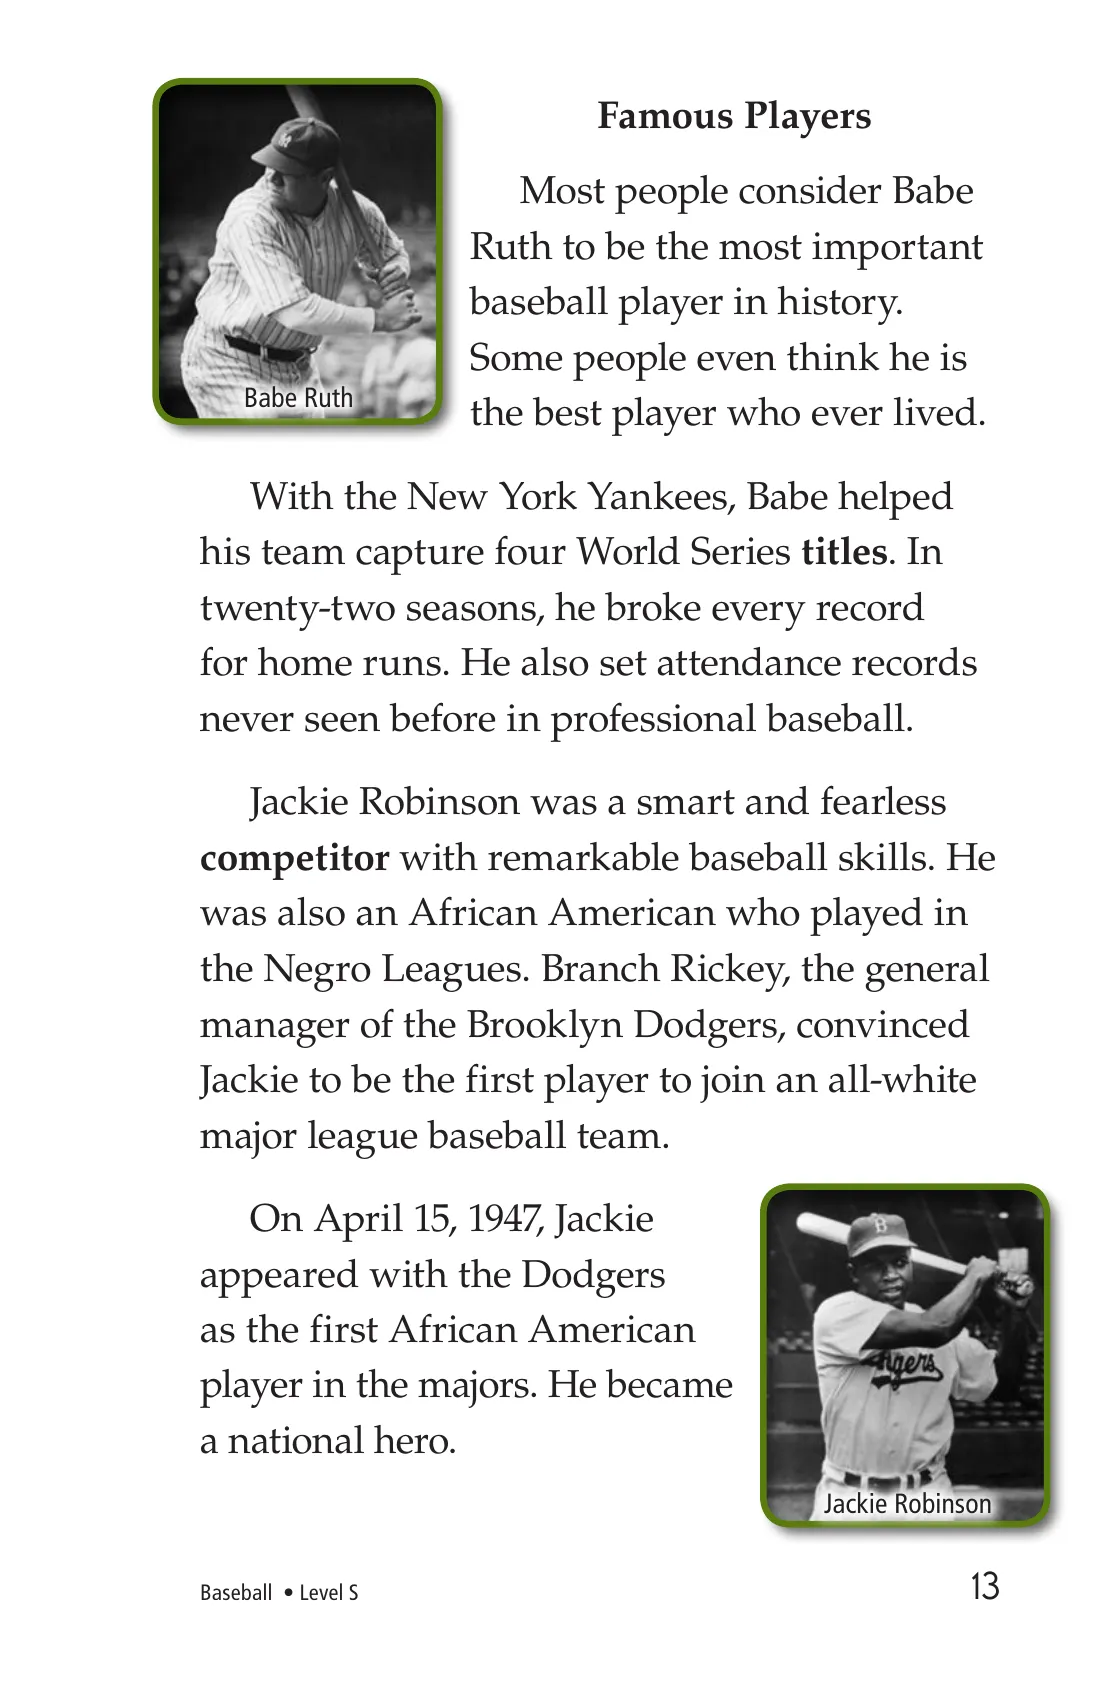 Famous Players
Most people consider Babe
Ruth to be the most important
baseball player in history.
Some people even think he is
the best player who ever lived.
Babe Ruth
With the New York Yankees, Babe helped
his team capture four World Series titles. In
twenty-two seasons, he broke every record
for home runs. He also set attendance records
never seen before in professional baseball.
Jackie Robinson was a smart and fearless
competitor with remarkable baseball skills. He
was also an African American who played in
the Negro Leagues. Branch Rickey, the general
manager of the Brooklyn Dodgers, convinced
Jackie to be the first player to join an all-white
major league baseball team.
On April 15, 1947, Jackie
appeared with the Dodgers
as the first African American
player in the majors. He became
a national hero.
B
Jackie Robinson
Baseball • Level S
13